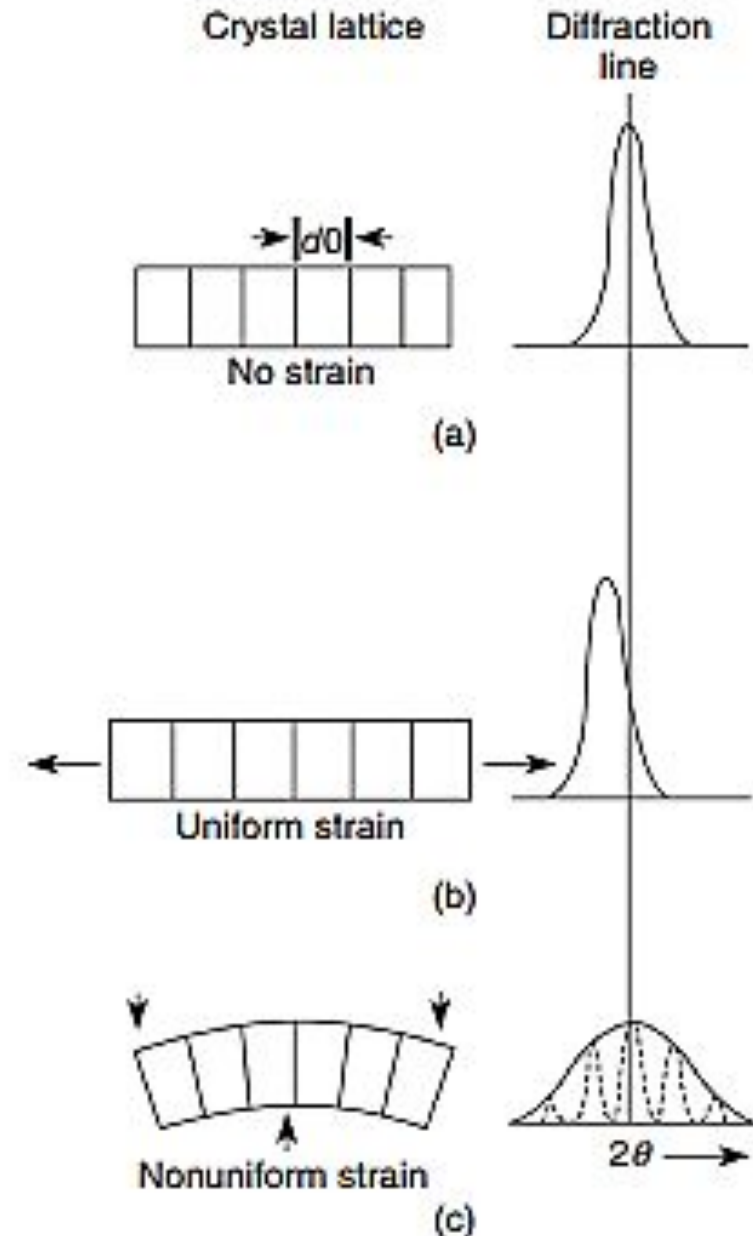 Crystal lattice
Diffraction
line
d0
No strain
(a)
Uniform strain
(b)
Nonuniform strain
2θ
(c)